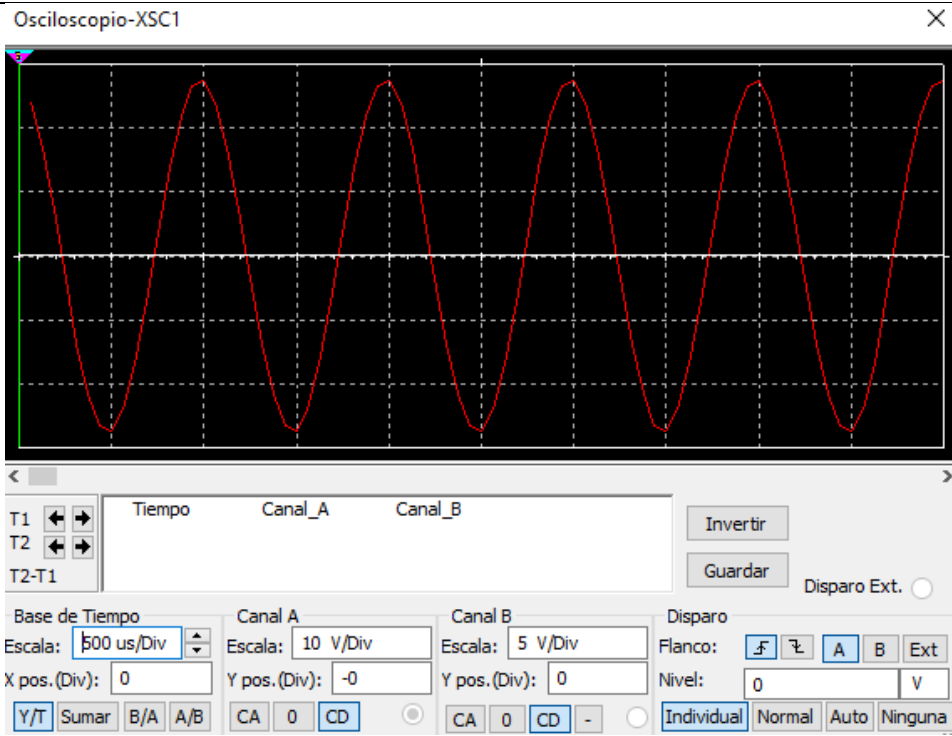 Osciloscopio-XSC1
Tiempo Canal_A Canal_B
T1
T2
T2-T1
Invertir
Guardar
Disparo Ext.
Base de Tiempo
Escala: 500 us/Div
X pos.(Div): 0
Y/T Sumar B/A A/B
Canal A
Escala: 10 V/Div
Y pos.(Div): -0
CA 0 CD
Canal B
Escala: 5 V/Div
Y pos.(Div): 0
CA 0 CD -
Disparo
Flanco: A B Ext
Nivel: 0 V
Individual Normal Auto Ninguna